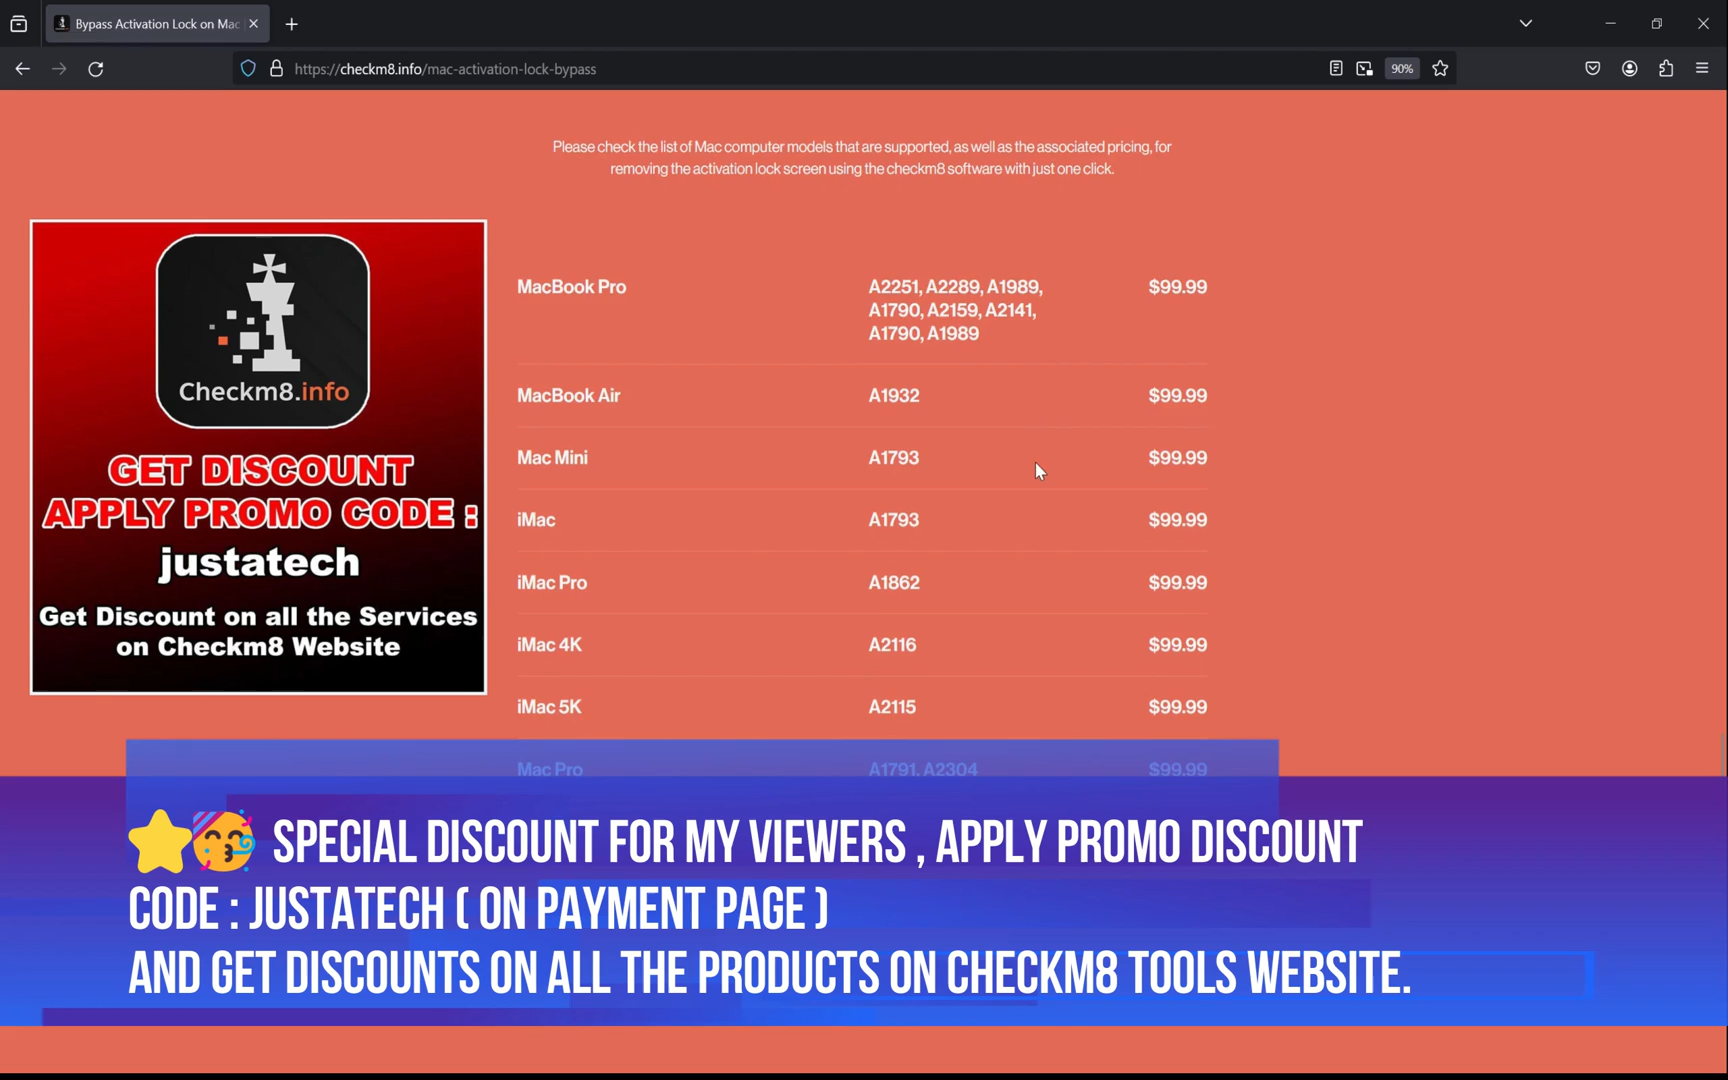 Bypass Activation Lock on Mac
https://checkm8.info/mac-activation-lock-bypass
90%
Please check the list of Mac computer models that are supported, as well as the associated pricing, for
removing the activation lock screen using the checkm8 software with just one click.
Checkm8.info
GET DISCOUNT
APPLY PROMO CODE :
justatech
Get Discount on all the Services
on Checkm8 Website
MacBook Pro A2251, A2289, A1989, $99.99
A1790, A2159, A2141,
A1790, A1989
MacBook Air A1932 $99.99
Mac Mini A1793 $99.99
iMac A1793 $99.99
iMac Pro A1862 $99.99
iMac 4K A2116 $99.99
iMac 5K A2115 $99.99
Mac Pro A1791, A2304 $99.99
SPECIAL DISCOUNT FOR MY VIEWERS , APPLY PROMO DISCOUNT
CODE : JUSTATECH ( ON PAYMENT PAGE )
AND GET DISCOUNTS ON ALL THE PRODUCTS ON CHECKM8 TOOLS WEBSITE.